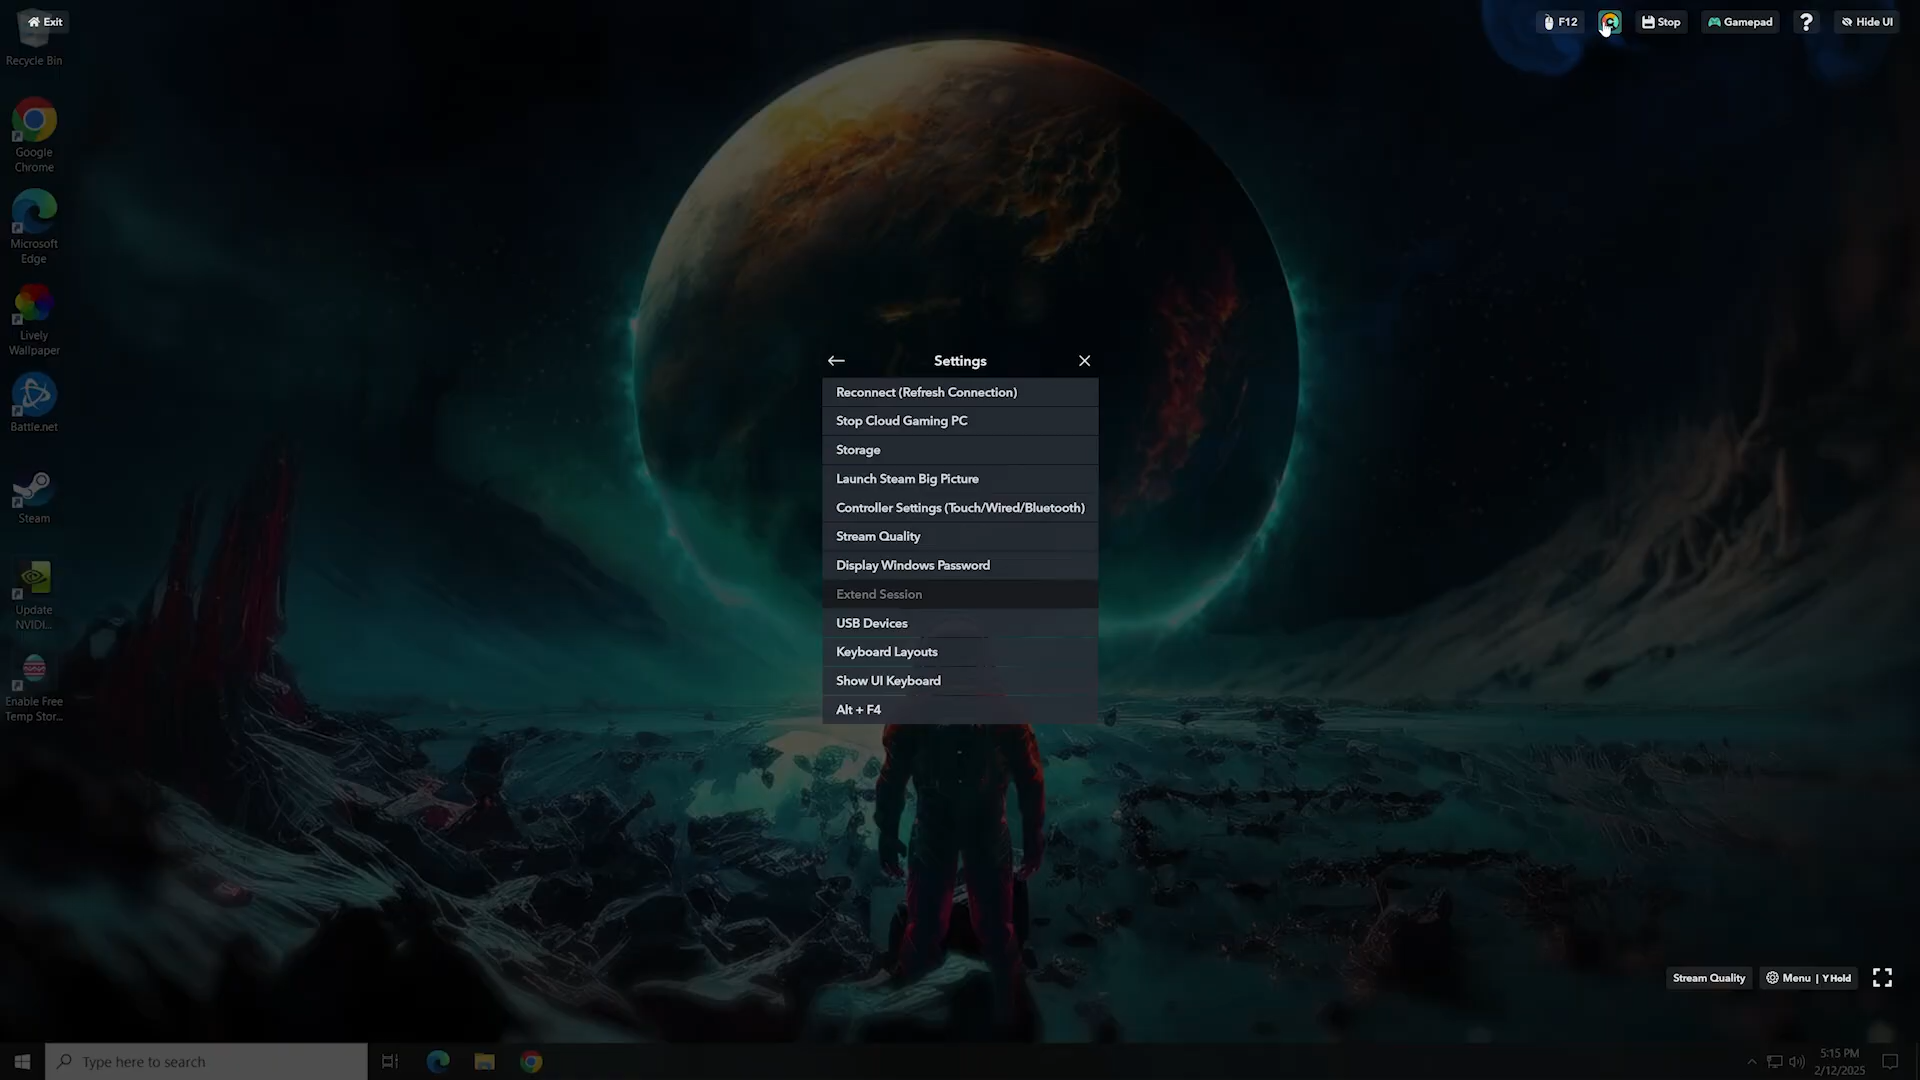 Exit
F12
Stop
Gamepad
?
Hide UI
Recycle Bin
Google
Chrome
Microsoft
Edge
Lively
Wallpaper
Battle.net
Steam
Update
NVIDI...
Enable Free
Temp Stor...
Settings
Reconnect (Refresh Connection)
Stop Cloud Gaming PC
Storage
Launch Steam Big Picture
Controller Settings (Touch/Wired/Bluetooth)
Stream Quality
Display Windows Password
Extend Session
USB Devices
Keyboard Layouts
Show UI Keyboard
Alt + F4
Stream Quality
Menu | Y Hold
Type here to search
5:15 PM
2/12/2025